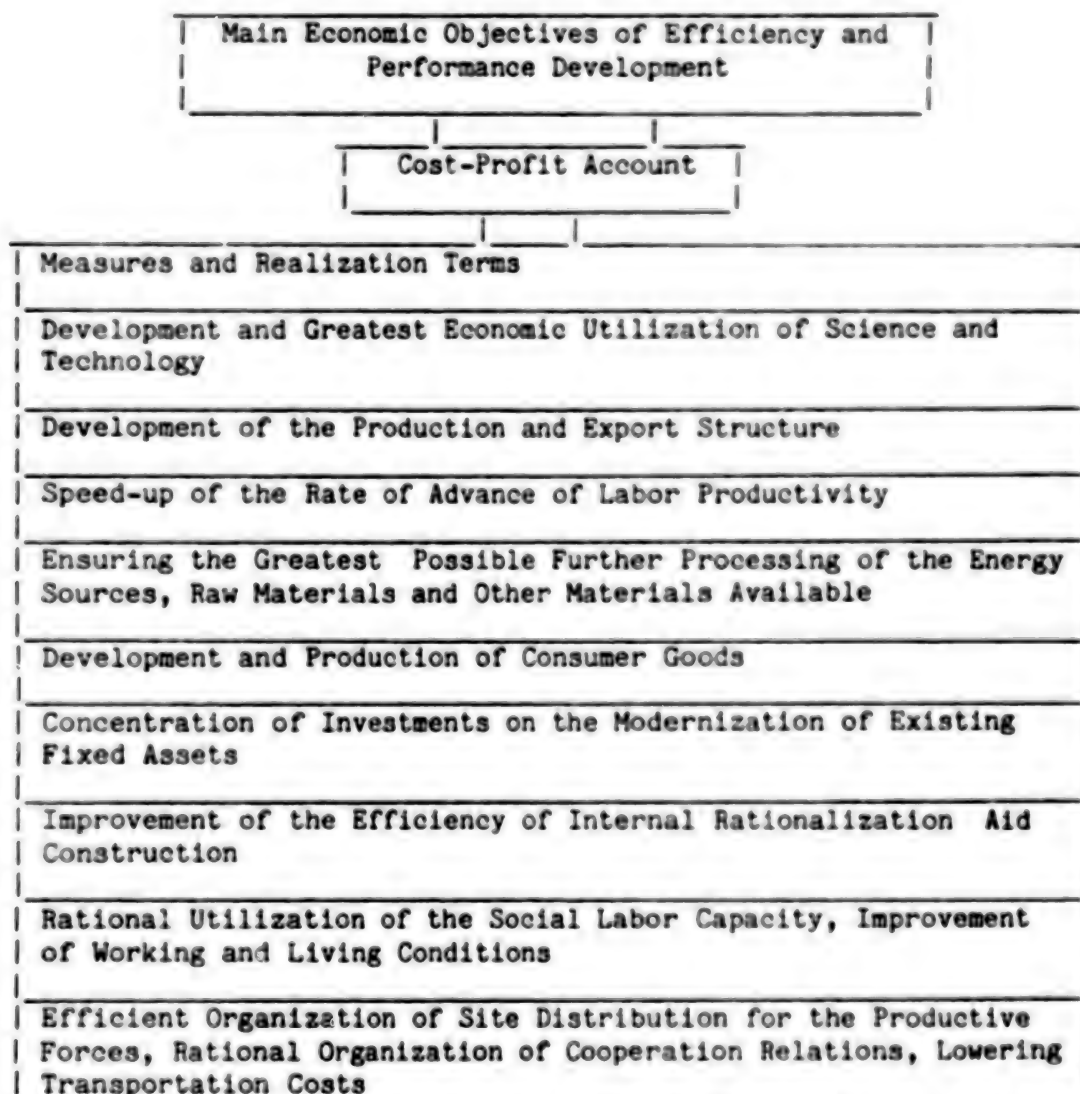 Main Economic Objectives of Efficiency and
Performance Development
Cost-Profit Account
Measures and Realization Terms
Development and Greatest Economic Utilization of Science and
Technology
Development of the Production and Export Structure
Speed-up of the Rate of Advance of Labor Productivity
Ensuring the Greatest Possible Further Processing of the Energy
Sources, Raw Materials and Other Materials Available
Development and Production of Consumer Goods
Concentration of Investments on the Modernization of Existing
Fixed Assets
Improvement of the Efficiency of Internal Rationalization Aid
Construction
Rational Utilization of the Social Labor Capacity, Improvement
of Working and Living Conditions
Efficient Organization of Site Distribution for the Productive
Forces, Rational Organization of Cooperation Relations, Lowering
Transportation Costs